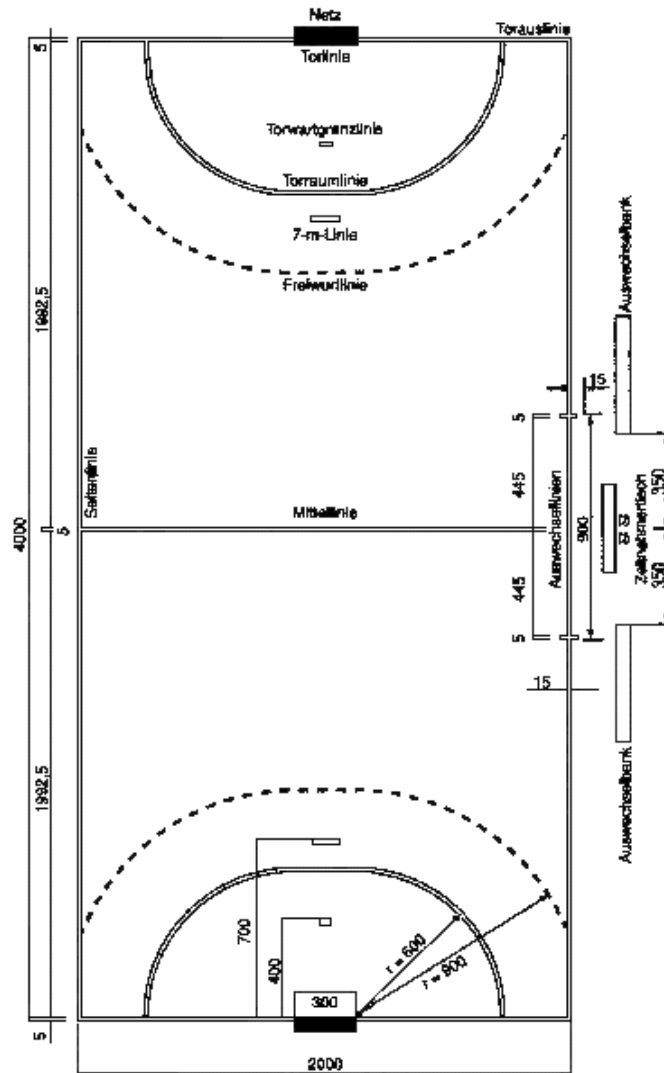 Netz
Torauslinie
5
Torlinie
Torwartgrenzlinie
Torraumlinie
7-m-Linie
Freiwurflinie
Auswechselbank
1992,5
15
5
445
Auswechsellinien
900
350
Zeitnehmertisch
Seitenlinie
Mittellinie
4000
5
445
350
5
15
1992,5
Auswechselbank
700
400
r = 600
r = 900
300
5
2000